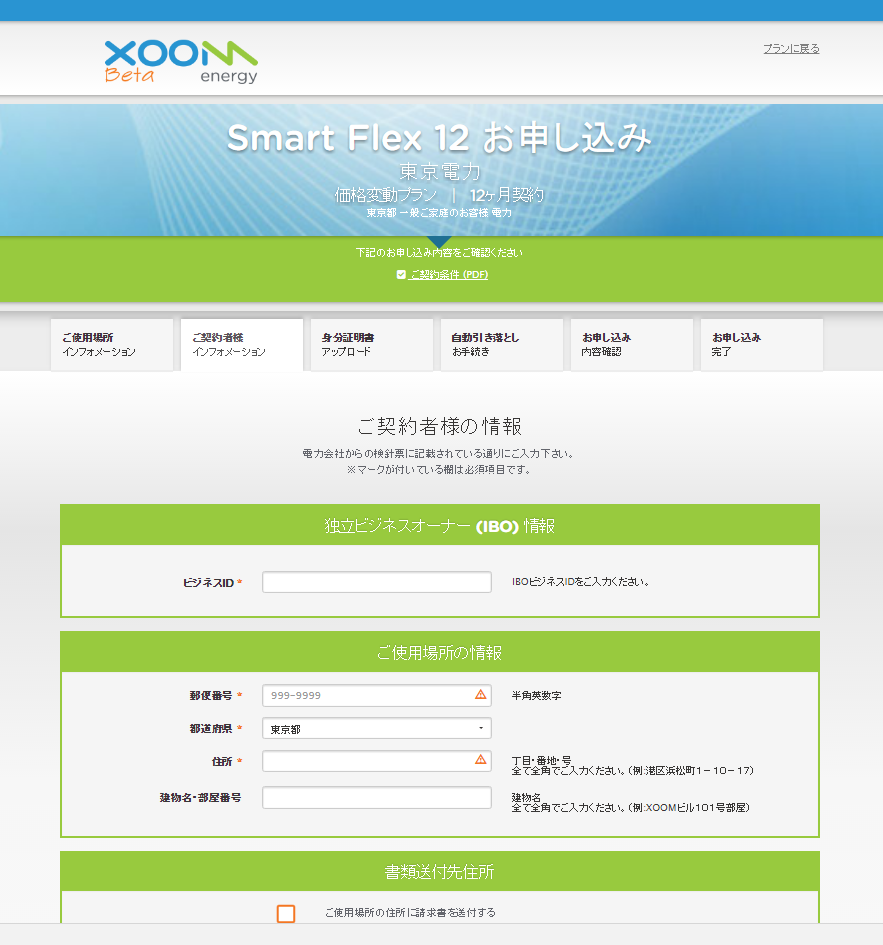 XOOM
Beta energy
プランに戻る
Smart Flex 12 お申し込み
東京電力
価格変動プラン | 12ヶ月契約
東京都 一般ご家庭のお客様 電力
下記のお申し込み内容をご確認ください
ご契約条件 (PDF)
ご使用場所
インフォメーション
ご契約者様
インフォメーション
身分証明書
アップロード
自動引き落とし
お手続き
お申し込み
内容確認
お申し込み
完了
ご契約者様の情報
電力会社からの検針票に記載されている通りにご入力下さい。
※マークが付いている欄は必須項目です。
独立ビジネスオーナー (IBO) 情報
ビジネスID *
IBOビジネスIDをご入力ください。
ご使用場所の情報
郵便番号 *
999-9999
半角英数字
都道府県 *
東京都
住所 *
丁目・番地・号
全て全角でご入力ください。(例:港区浜松町1－10－17)
建物名・部屋番号
建物名
全て全角でご入力ください。(例:XOOMビル101号部屋)
書類送付先住所
ご使用場所の住所に請求書を送付する